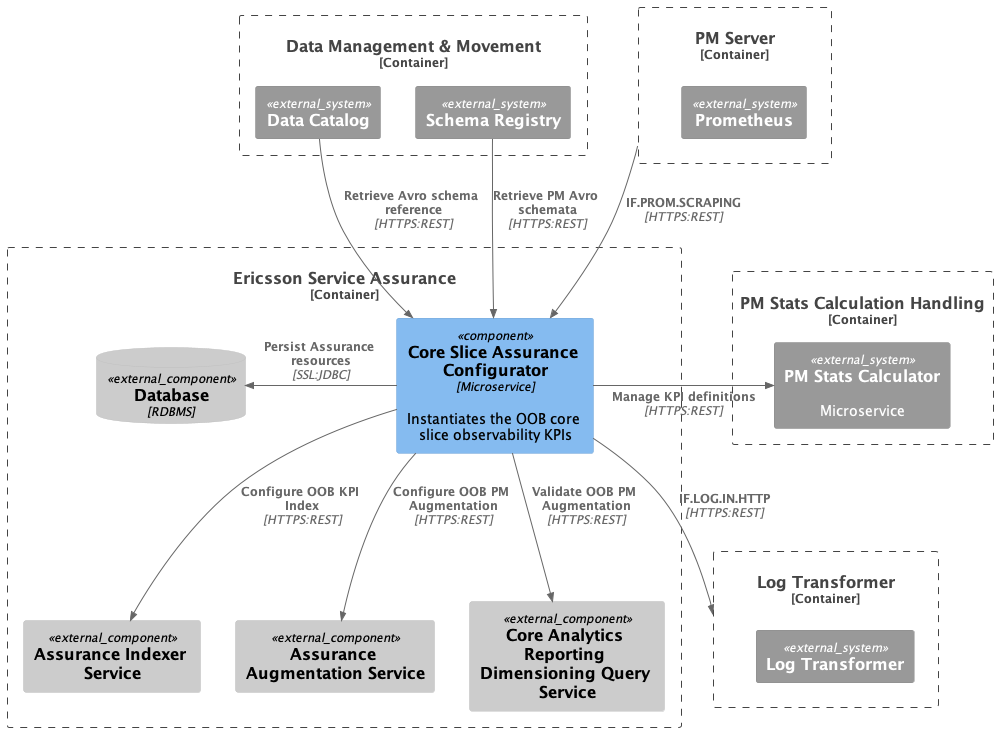 Data Management & Movement
[Container]
«external_system»
Data Catalog
«external_system»
Schema Registry
PM Server
[Container]
«external_system»
Prometheus
Retrieve Avro schema
reference
[HTTPS:REST]
Retrieve PM Avro
schemata
[HTTPS:REST]
IF.PROM.SCRAPING
[HTTPS:REST]
Ericsson Service Assurance
[Container]
«component»
Core Slice Assurance
Configurator
[Microservice]
Instantiates the OOB core
slice observability KPIs
Persist Assurance
resources
[SSL:JDBC]
«external_component»
Database
[RDBMS]
PM Stats Calculation Handling
[Container]
«external_system»
PM Stats Calculator
Microservice
Manage KPI definitions
[HTTPS:REST]
Configure OOB KPI
Index
[HTTPS:REST]
Configure OOB PM
Augmentation
[HTTPS:REST]
Validate OOB PM
Augmentation
[HTTPS:REST]
IF.LOG.IN.HTTP
[HTTPS:REST]
«external_component»
Assurance Indexer
Service
«external_component»
Assurance
Augmentation Service
«external_component»
Core Analytics
Reporting
Dimensioning Query
Service
Log Transformer
[Container]
«external_system»
Log Transformer